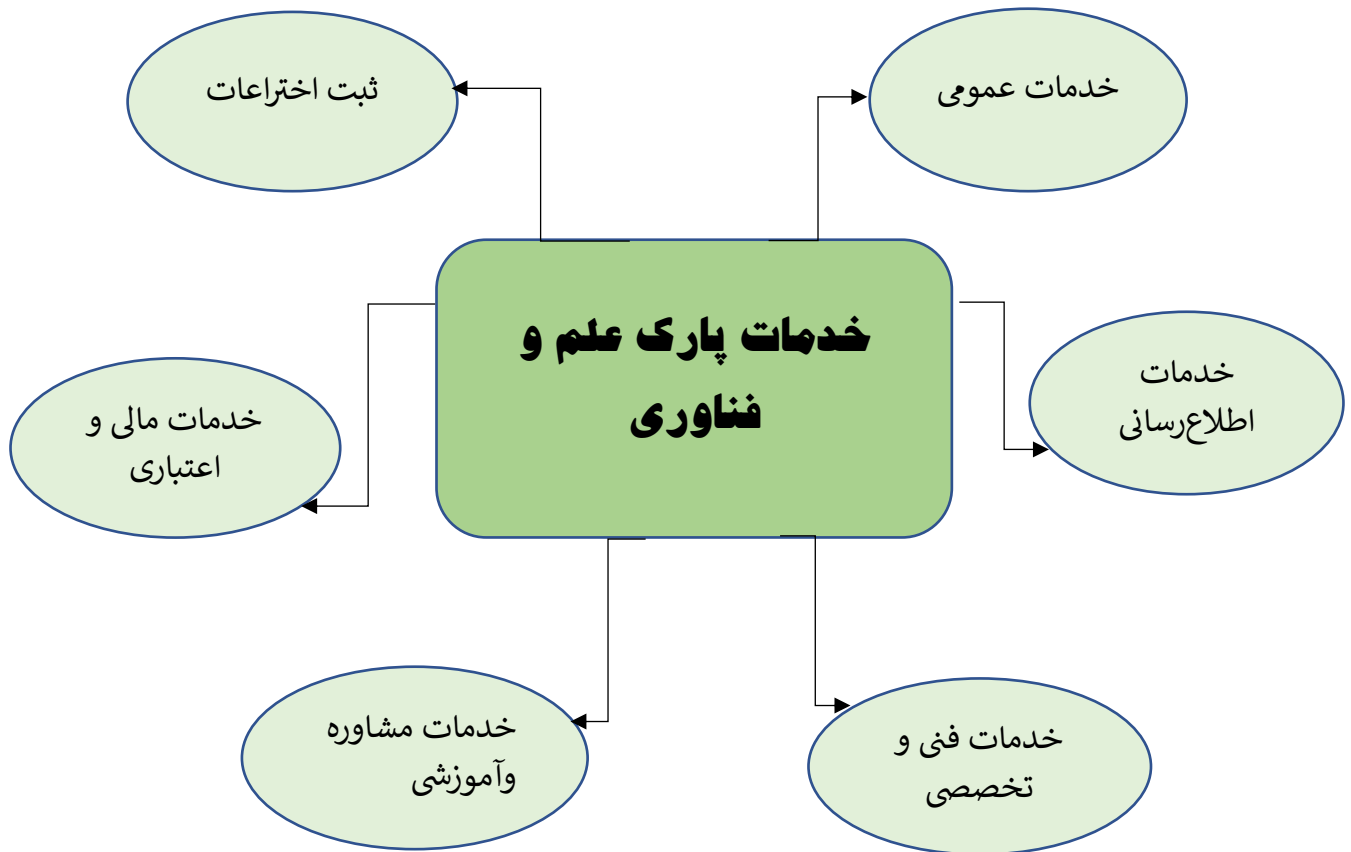 خدمات عمومی
ثبت اختراعات
خدمات پارک علم و
فناوری
خدمات
اطلاع‌رسانی
خدمات مالی و
اعتباری
خدمات فنی و
تخصصی
خدمات مشاوره
وآموزشی